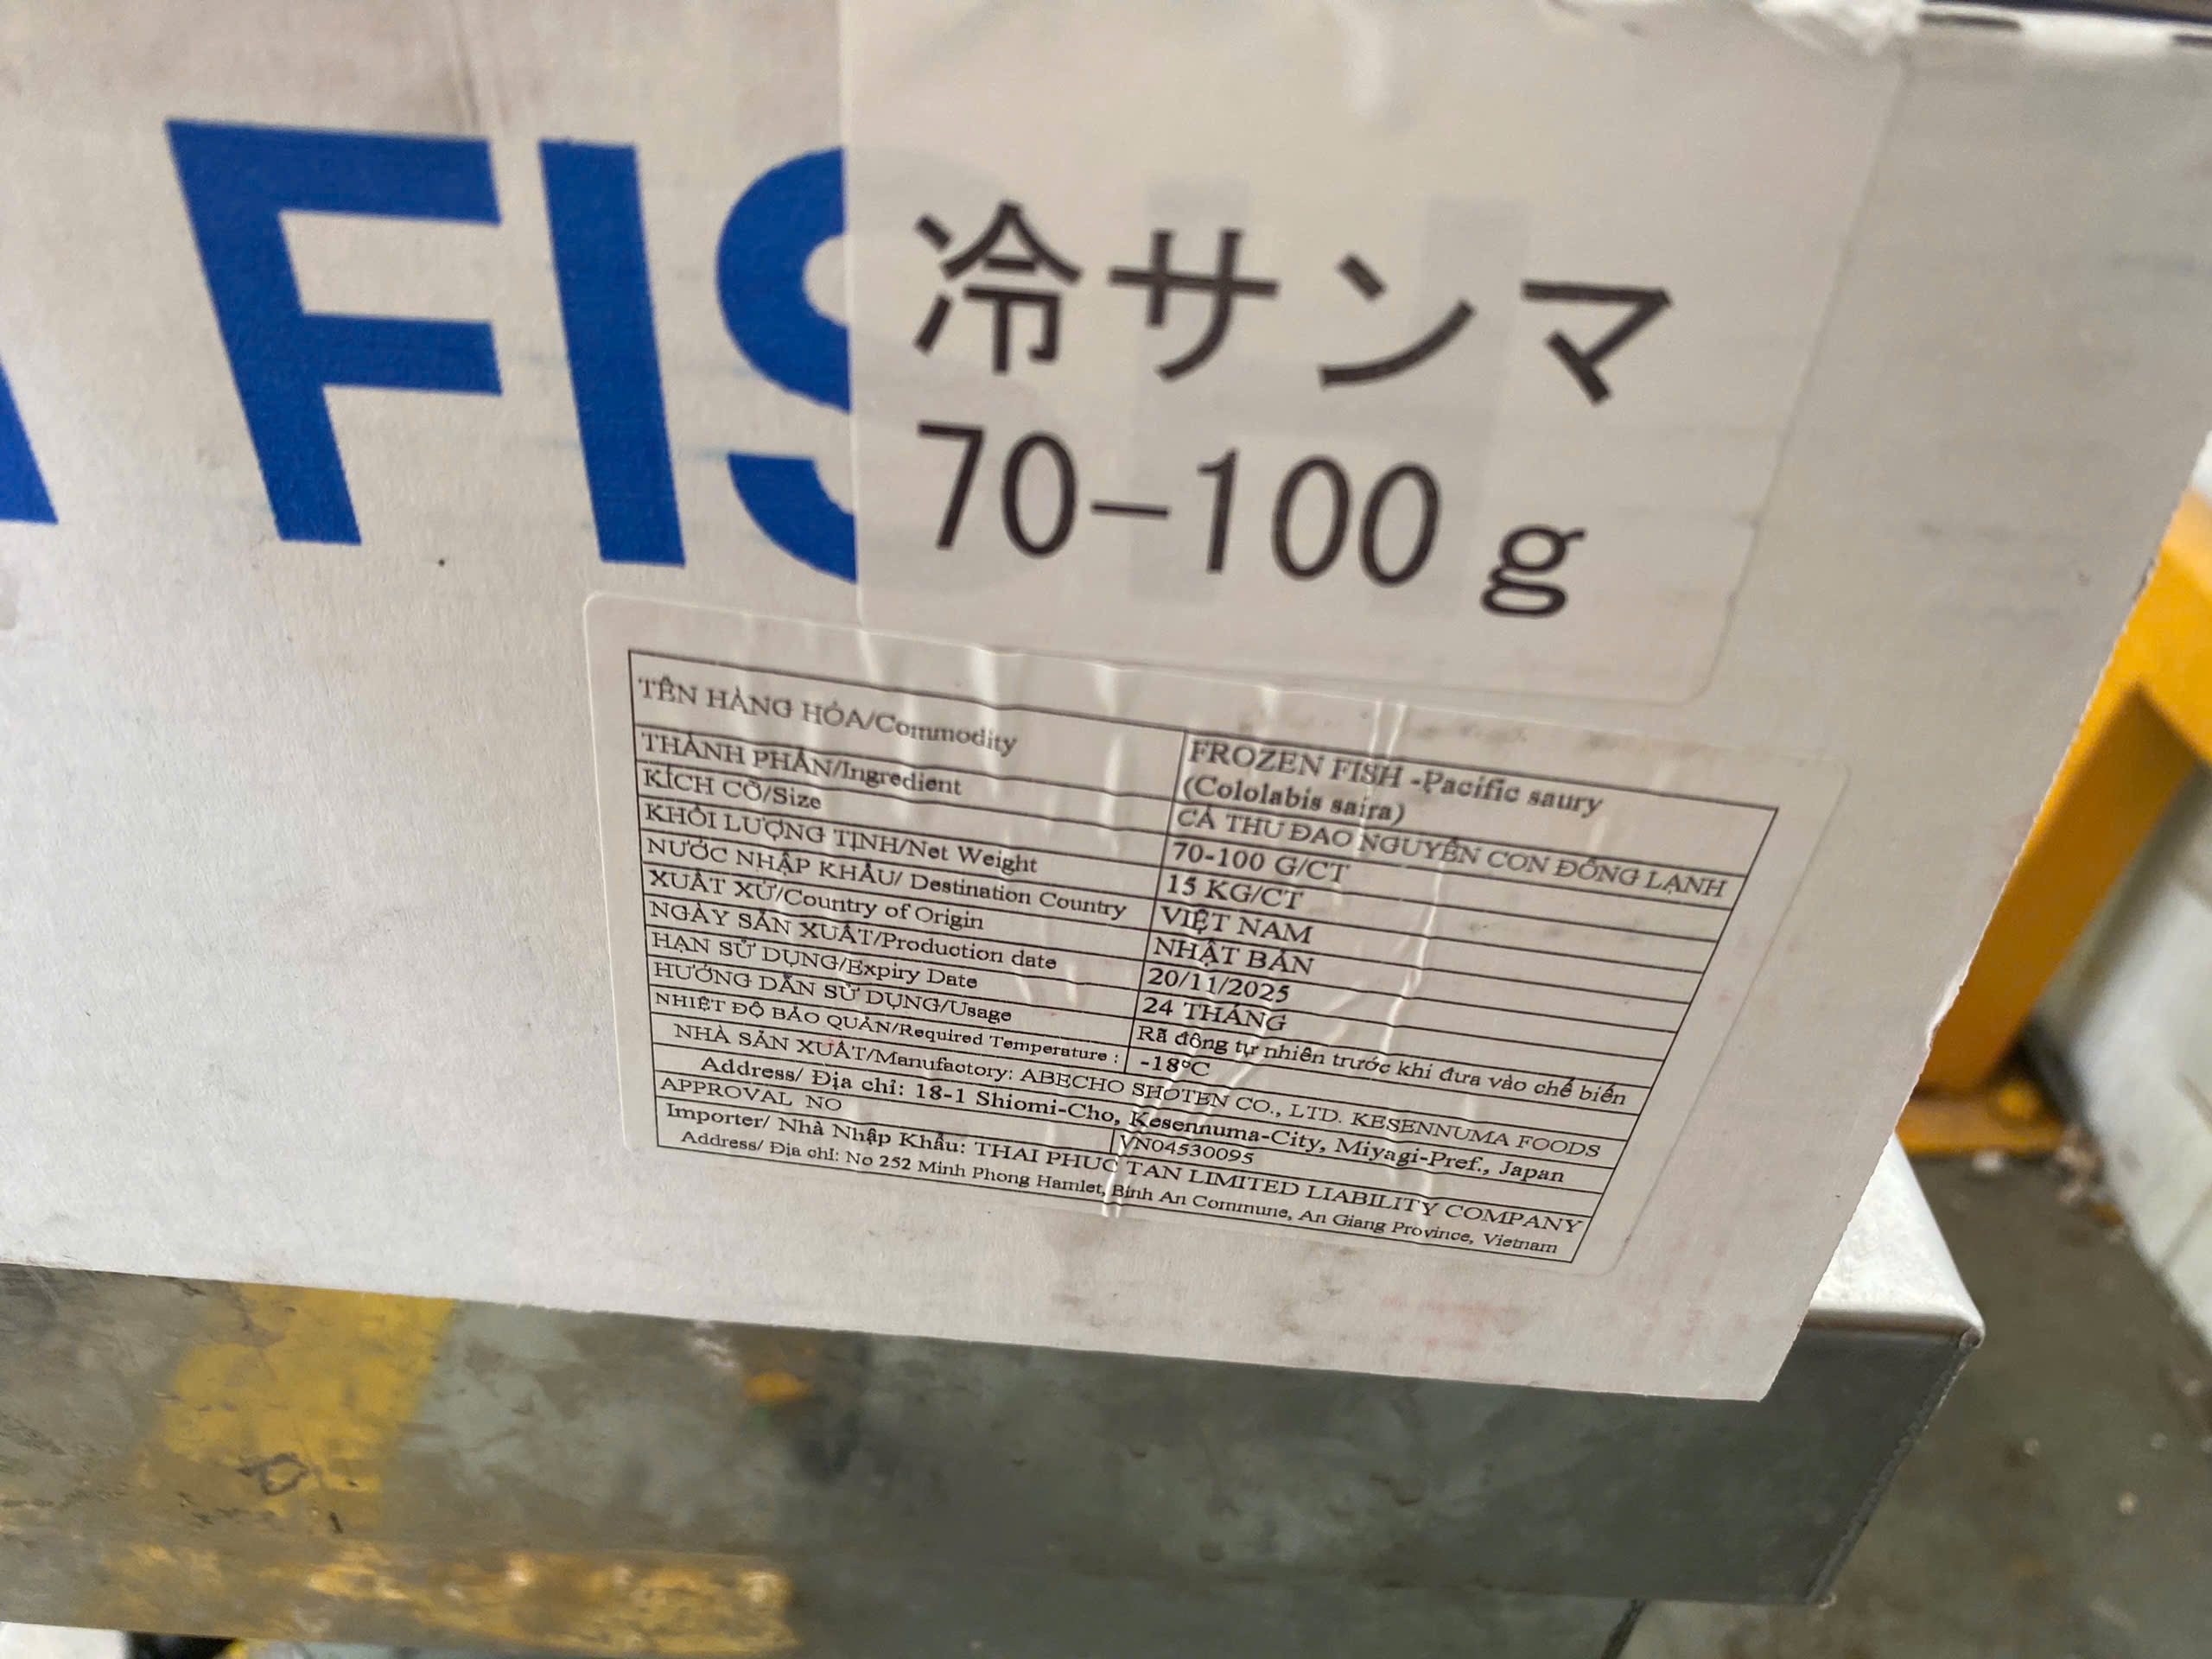 FIS
冷サンマ
70-100 g
TÊN HÀNG HÓA/Commodity FROZEN FISH -Pacific saury
(Cololabis saira)
THÀNH PHẦN/Ingredient CÁ THU ĐAO NGUYÊN CON ĐÔNG LẠNH
KÍCH CỠ/Size 70-100 G/CT
KHỐI LƯỢNG TỊNH/Net Weight 15 KG/CT
NƯỚC NHẬP KHẨU/ Destination Country VIỆT NAM
XUẤT XỨ/Country of Origin NHẬT BẢN
NGÀY SẢN XUẤT/Production date 20/11/2025
HẠN SỬ DỤNG/Expiry Date 24 THÁNG
HƯỚNG DẪN SỬ DỤNG/Usage Rã đông tự nhiên trước khi đưa vào chế biến
NHIỆT ĐỘ BẢO QUẢN/Required Temperature : -18°C
NHÀ SẢN XUẤT/Manufactory: ABECHO SHOTEN CO., LTD. KESENNUMA FOODS
Address/ Địa chỉ: 18-1 Shiomi-Cho, Kesennuma-City, Miyagi-Pref., Japan
APPROVAL NO VN04530095
Importer/ Nhà Nhập Khẩu: THAI PHUC TAN LIMITED LIABILITY COMPANY
Address/ Địa chỉ: No 252 Minh Phong Hamlet, Binh An Commune, An Giang Province, Vietnam